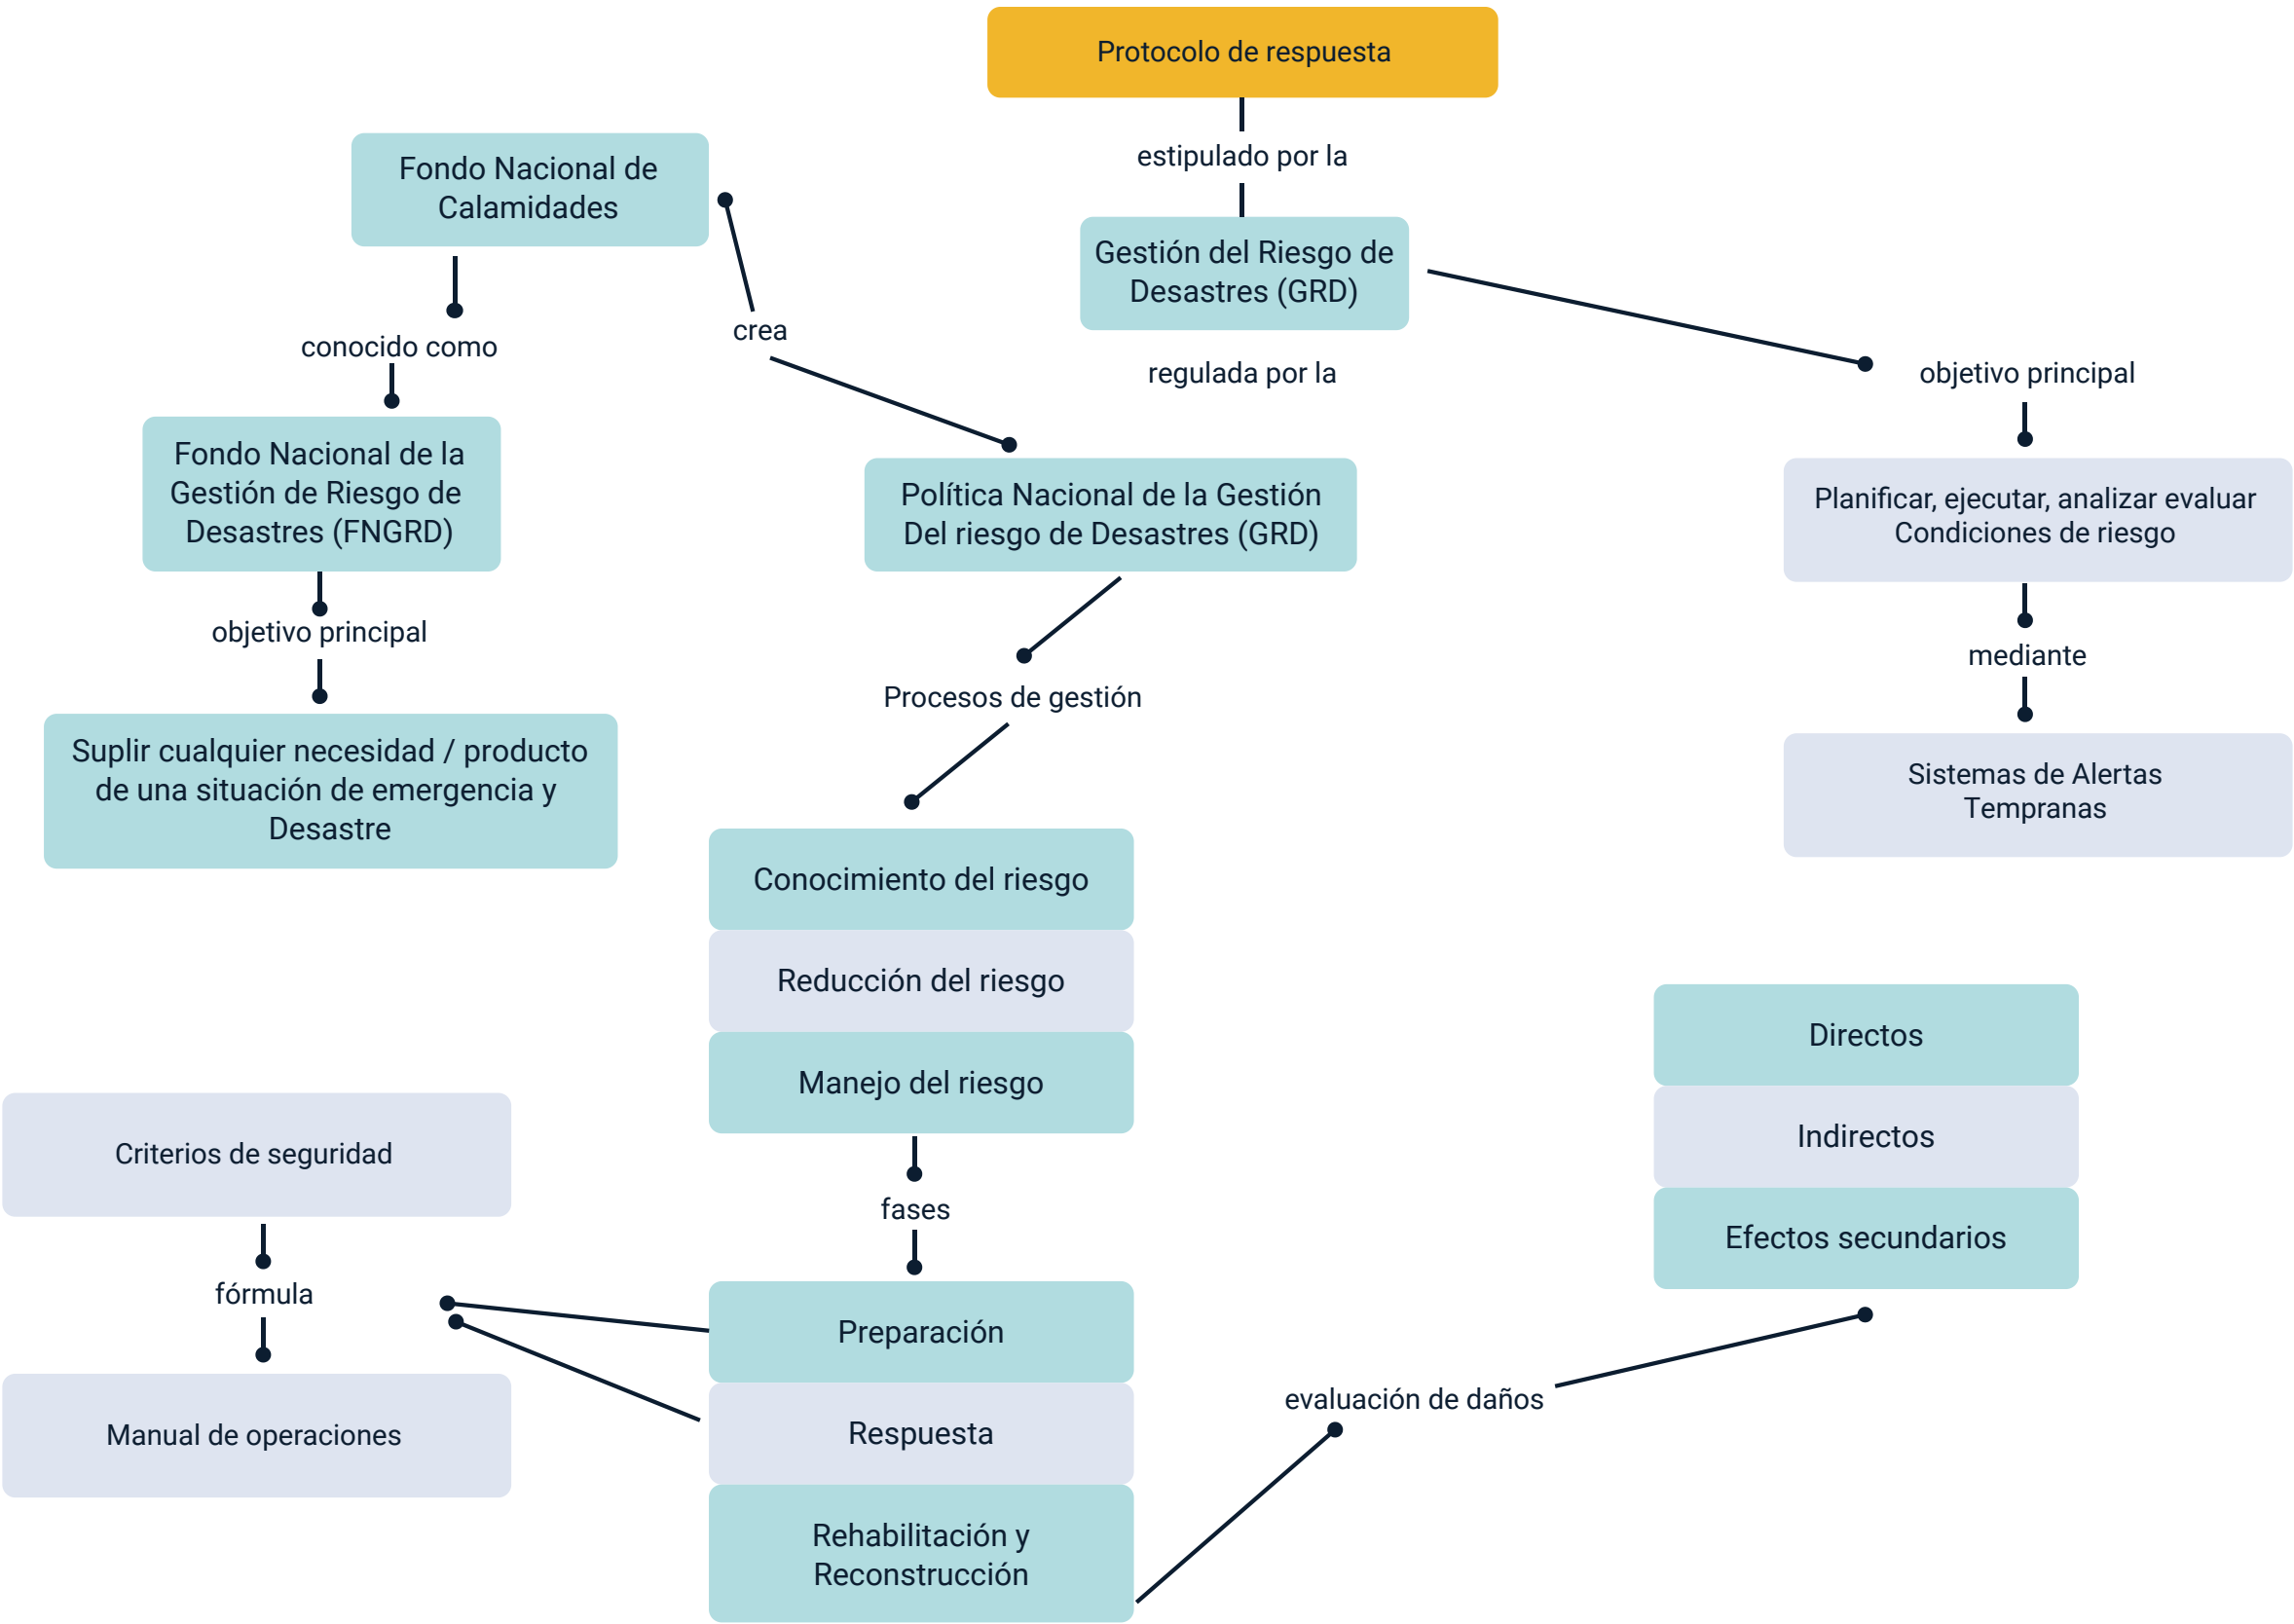 Protocolo de respuesta
estipulado por la
Gestión del Riesgo de
Desastres (GRD)
regulada por la
objetivo principal
Planificar, ejecutar, analizar evaluar
Condiciones de riesgo
mediante
Sistemas de Alertas
Tempranas
Fondo Nacional de
Calamidades
crea
conocido como
Fondo Nacional de la
Gestión de Riesgo de
Desastres (FNGRD)
objetivo principal
Suplir cualquier necesidad / producto
de una situación de emergencia y
Desastre
Política Nacional de la Gestión
Del riesgo de Desastres (GRD)
Procesos de gestión
Conocimiento del riesgo
Reducción del riesgo
Manejo del riesgo
fases
Preparación
Respuesta
Rehabilitación y
Reconstrucción
Criterios de seguridad
fórmula
Manual de operaciones
evaluación de daños
Directos
Indirectos
Efectos secundarios